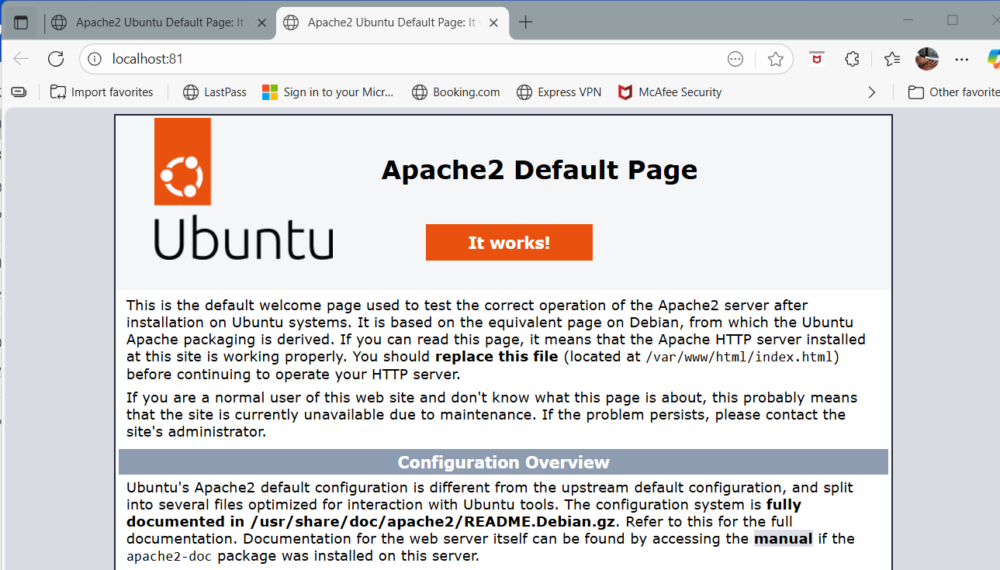 Apache2 Ubuntu Default Page: It Apache2 Ubuntu Default Page: It
localhost:81
Import favorites LastPass Sign in to your Micr... Booking.com Express VPN McAfee Security Other favorite
Apache2 Default Page
Ubuntu
It works!
This is the default welcome page used to test the correct operation of the Apache2 server after
installation on Ubuntu systems. It is based on the equivalent page on Debian, from which the Ubuntu
Apache packaging is derived. If you can read this page, it means that the Apache HTTP server installed
at this site is working properly. You should replace this file (located at /var/www/html/index.html)
before continuing to operate your HTTP server.
If you are a normal user of this web site and don't know what this page is about, this probably means
that the site is currently unavailable due to maintenance. If the problem persists, please contact the
site's administrator.
Configuration Overview
Ubuntu's Apache2 default configuration is different from the upstream default configuration, and split
into several files optimized for interaction with Ubuntu tools. The configuration system is fully
documented in /usr/share/doc/apache2/README.Debian.gz. Refer to this for the full
documentation. Documentation for the web server itself can be found by accessing the manual if the
apache2-doc package was installed on this server.